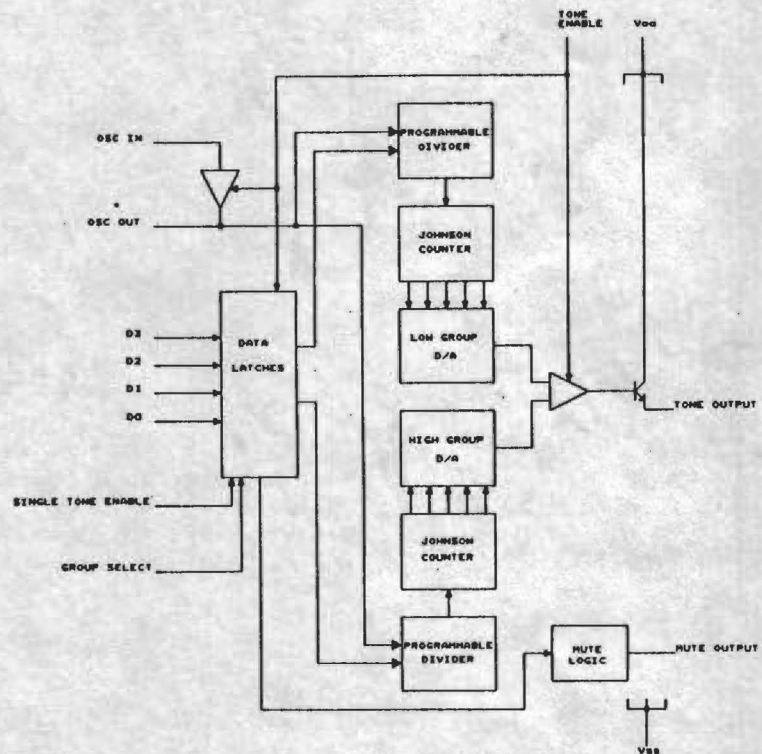 TONE
ENABLE
VDD
OSC IN
PROGRAMMABLE
DIVIDER
OSC OUT
JOHNSON
COUNTER
D3
D2
D1
D0
DATA
LATCHES
LOW GROUP
D/A
TONE OUTPUT
HIGH GROUP
D/A
SINGLE TONE ENABLE
GROUP SELECT
JOHNSON
COUNTER
PROGRAMMABLE
DIVIDER
MUTE
LOGIC
MUTE OUTPUT
VSS